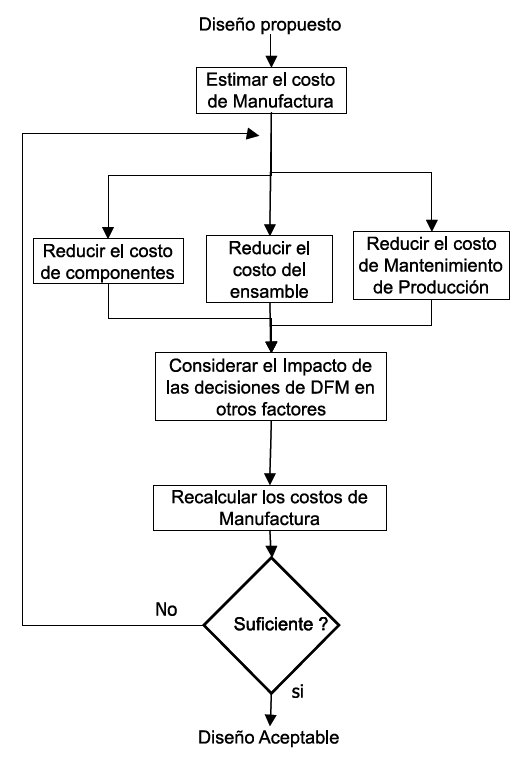 Diseño propuesto
Estimar el costo
de Manufactura
Reducir el costo
de componentes
Reducir el
costo del
ensamble
Reducir el costo
de Mantenimiento
de Producción
Considerar el Impacto de
las decisiones de DFM en
otros factores
Recalcular los costos de
Manufactura
Suficiente ?
No
si
Diseño Aceptable